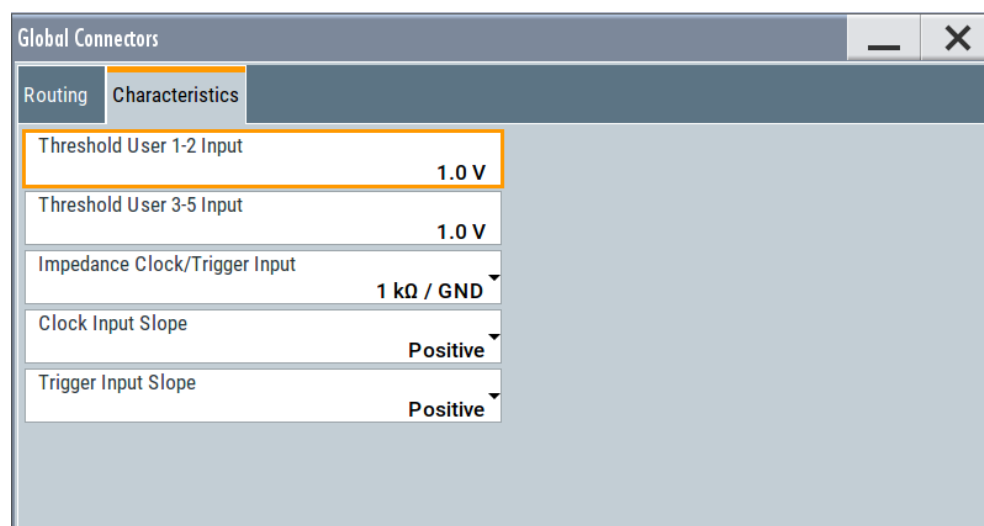 Global Connectors
Routing Characteristics
Threshold User 1-2 Input
1.0 V
Threshold User 3-5 Input
1.0 V
Impedance Clock/Trigger Input
1 kΩ / GND
Clock Input Slope
Positive
Trigger Input Slope
Positive